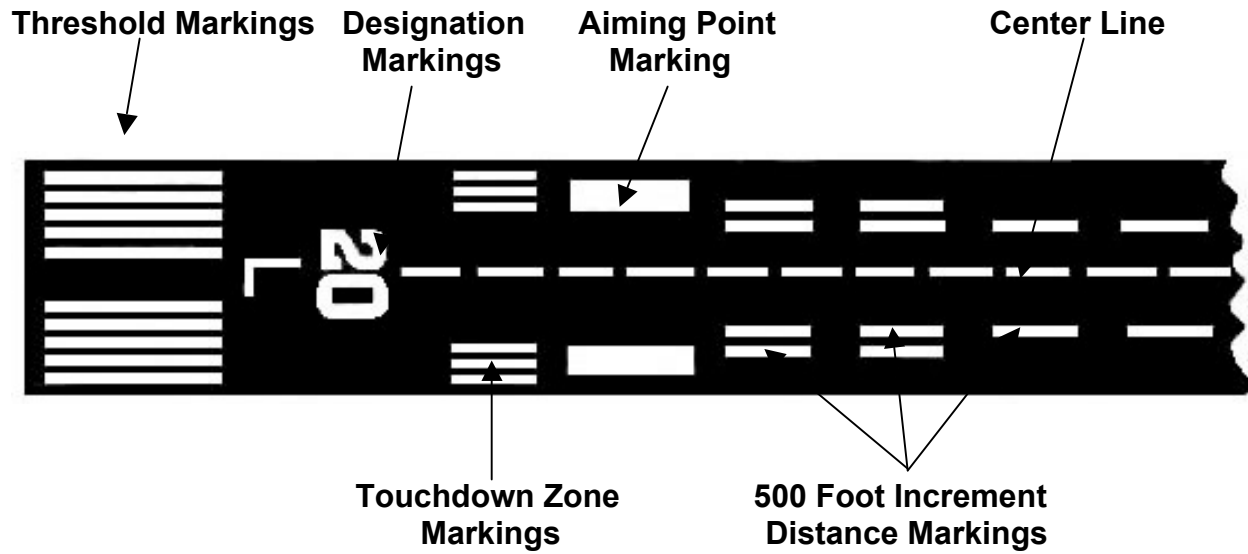 Threshold Markings
Designation
Markings
Aiming Point
Marking
Center Line
L
20
Touchdown Zone
Markings
500 Foot Increment
Distance Markings